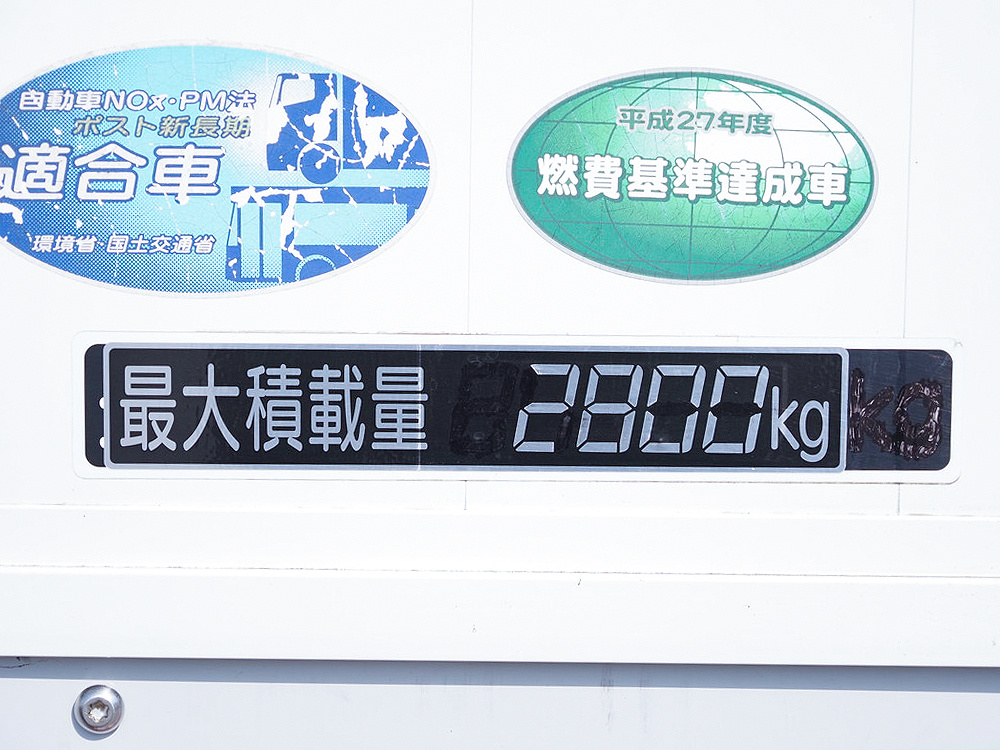 自動車NOx・PM法
ポスト新長期
適合車
環境省・国土交通省
平成27年度
燃費基準達成車
最大積載量 2800kg
kg